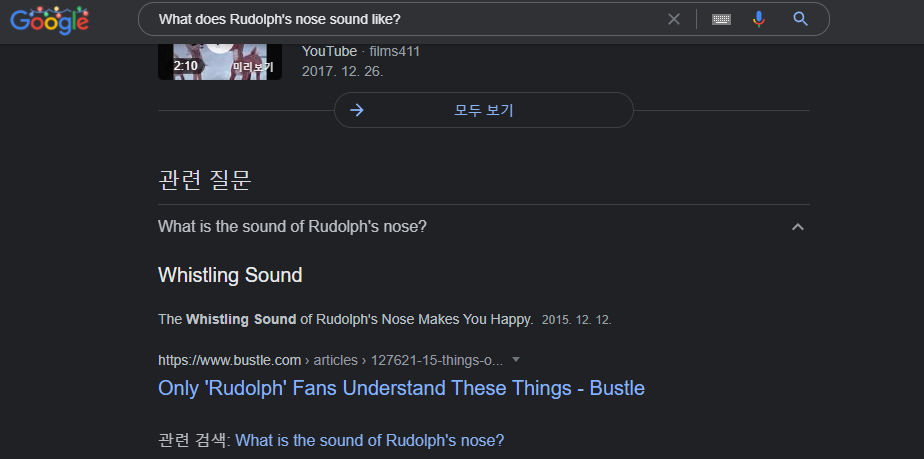 Google
What does Rudolph's nose sound like?
2:10
미리보기
YouTube · films411
2017. 12. 26.
모두 보기
관련 질문
What is the sound of Rudolph's nose?
Whistling Sound
The Whistling Sound of Rudolph's Nose Makes You Happy. 2015. 12. 12.
https://www.bustle.com › articles › 127621-15-things-o...
Only 'Rudolph' Fans Understand These Things - Bustle
관련 검색: What is the sound of Rudolph's nose?